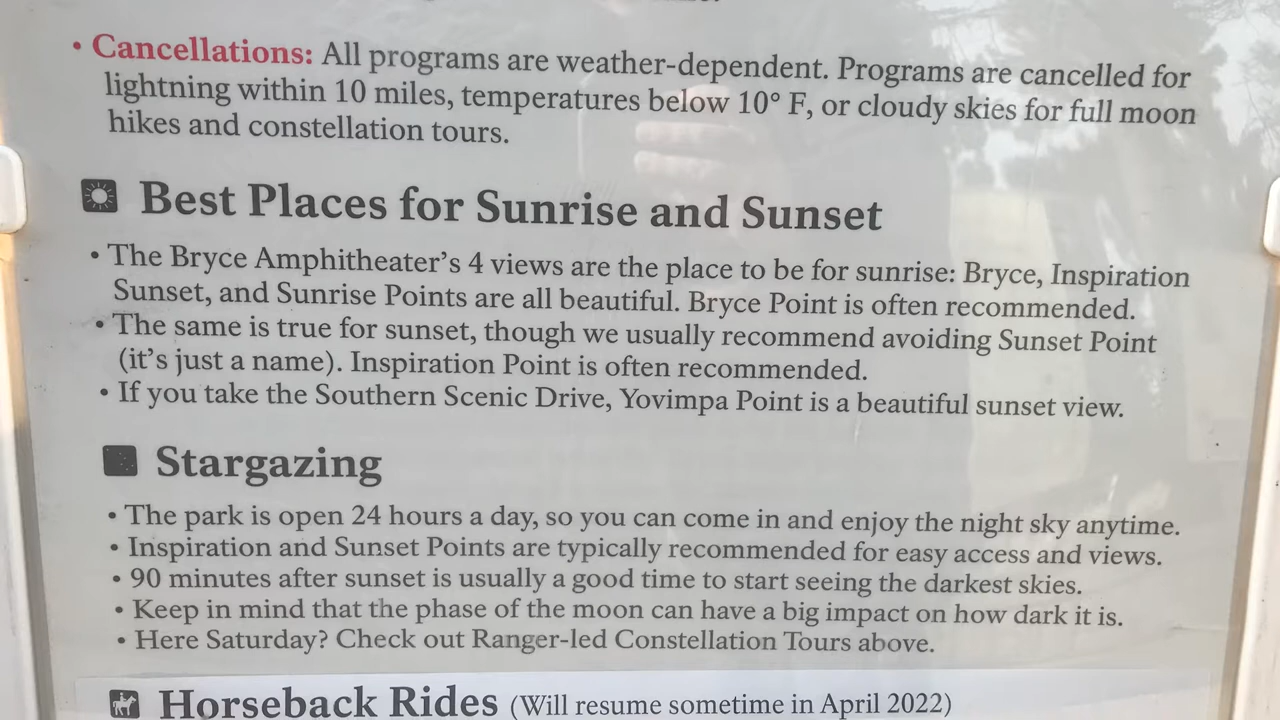 • Cancellations: All programs are weather-dependent. Programs are cancelled for
lightning within 10 miles, temperatures below 10° F, or cloudy skies for full moon
hikes and constellation tours.
Best Places for Sunrise and Sunset
• The Bryce Amphitheater's 4 views are the place to be for sunrise: Bryce, Inspiration
Sunset, and Sunrise Points are all beautiful. Bryce Point is often recommended.
• The same is true for sunset, though we usually recommend avoiding Sunset Point
(it's just a name). Inspiration Point is often recommended.
• If you take the Southern Scenic Drive, Yovimpa Point is a beautiful sunset view.
Stargazing
• The park is open 24 hours a day, so you can come in and enjoy the night sky anytime.
• Inspiration and Sunset Points are typically recommended for easy access and views.
• 90 minutes after sunset is usually a good time to start seeing the darkest skies.
• Keep in mind that the phase of the moon can have a big impact on how dark it is.
• Here Saturday? Check out Ranger-led Constellation Tours above.
Horseback Rides (Will resume sometime in April 2022)